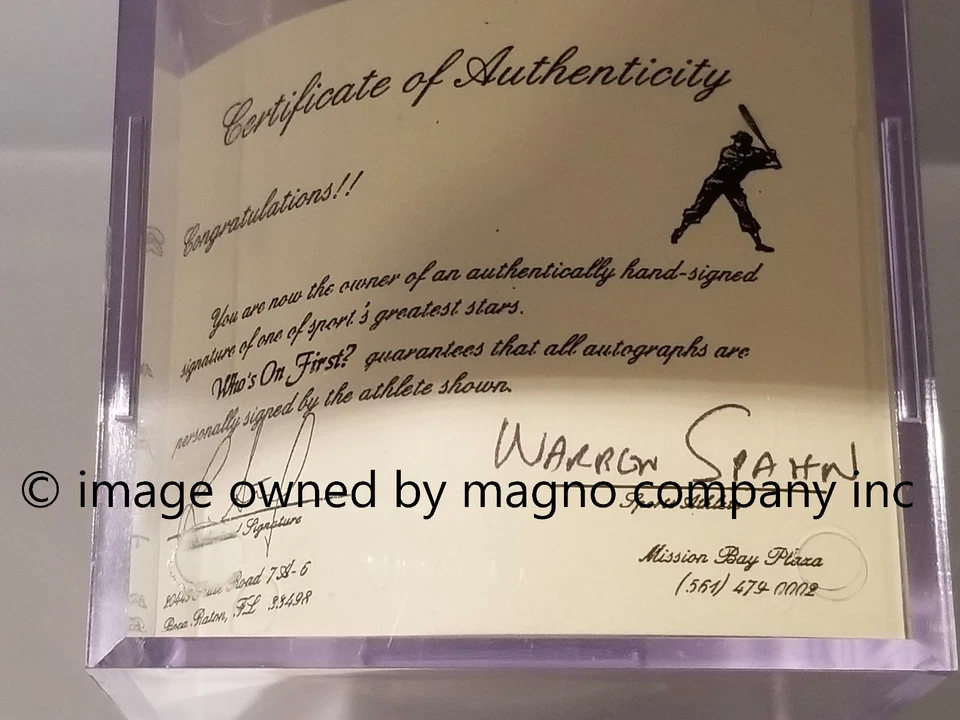 Certificate of Authenticity
Congratulations!!
You are now the owner of an authentically hand-signed
signature of one of sport's greatest stars.
Who's On First? guarantees that all autographs are
personally signed by the athlete shown.
WARREN SPAHN
© image owned by magno company inc
Signature
Road 7A-6
Mission Bay Plaza
Boca Raton, FL 33498
(561) 479-0002